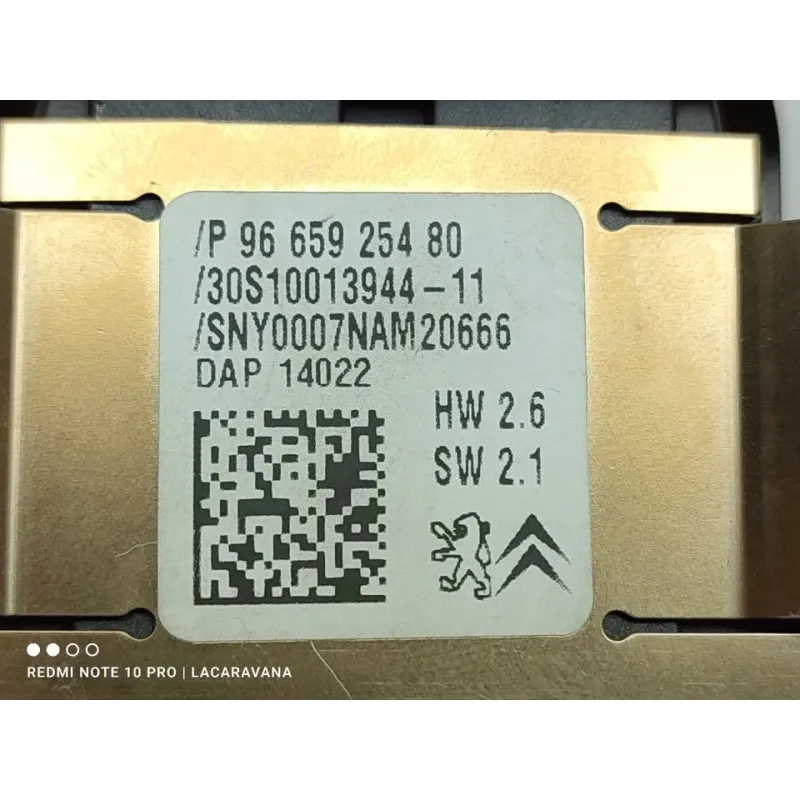 /P 96 659 254 80
/30S10013944-11
/SNY0007NAM20666
DAP 14022
HW 2.6
SW 2.1
REDMI NOTE 10 PRO | LACARAVANA